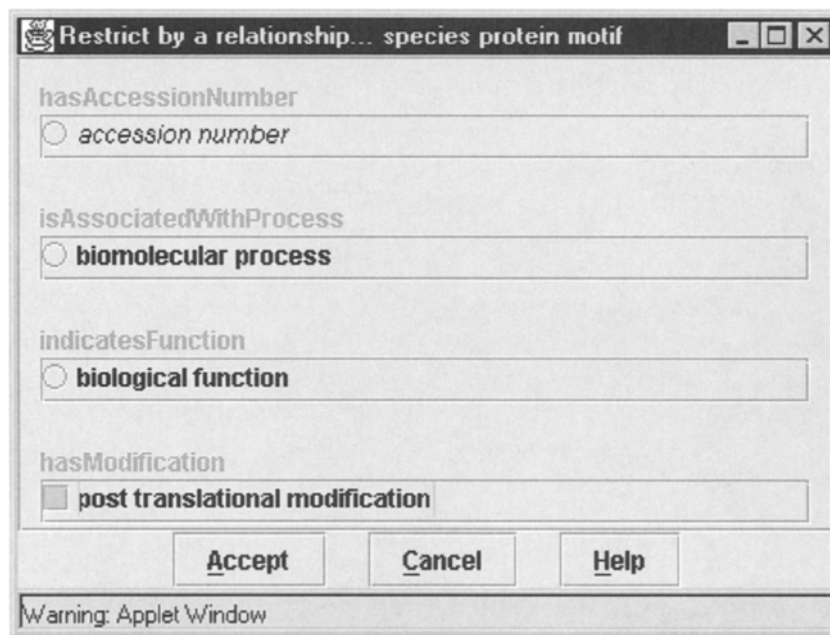 Restrict by a relationship... species protein motif
hasAccessionNumber
accession number
isAssociatedWithProcess
biomolecular process
indicatesFunction
biological function
hasModification
post translational modification
Accept Cancel Help
Warning: Applet Window